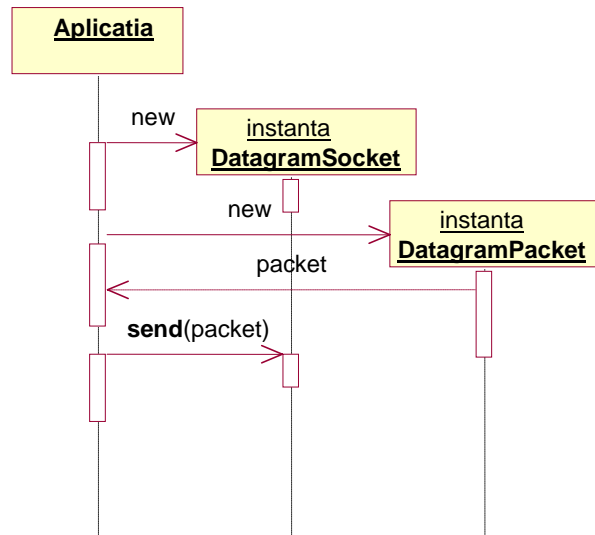 Aplicatia
new
instanta
DatagramSocket
new
instanta
DatagramPacket
packet
send(packet)